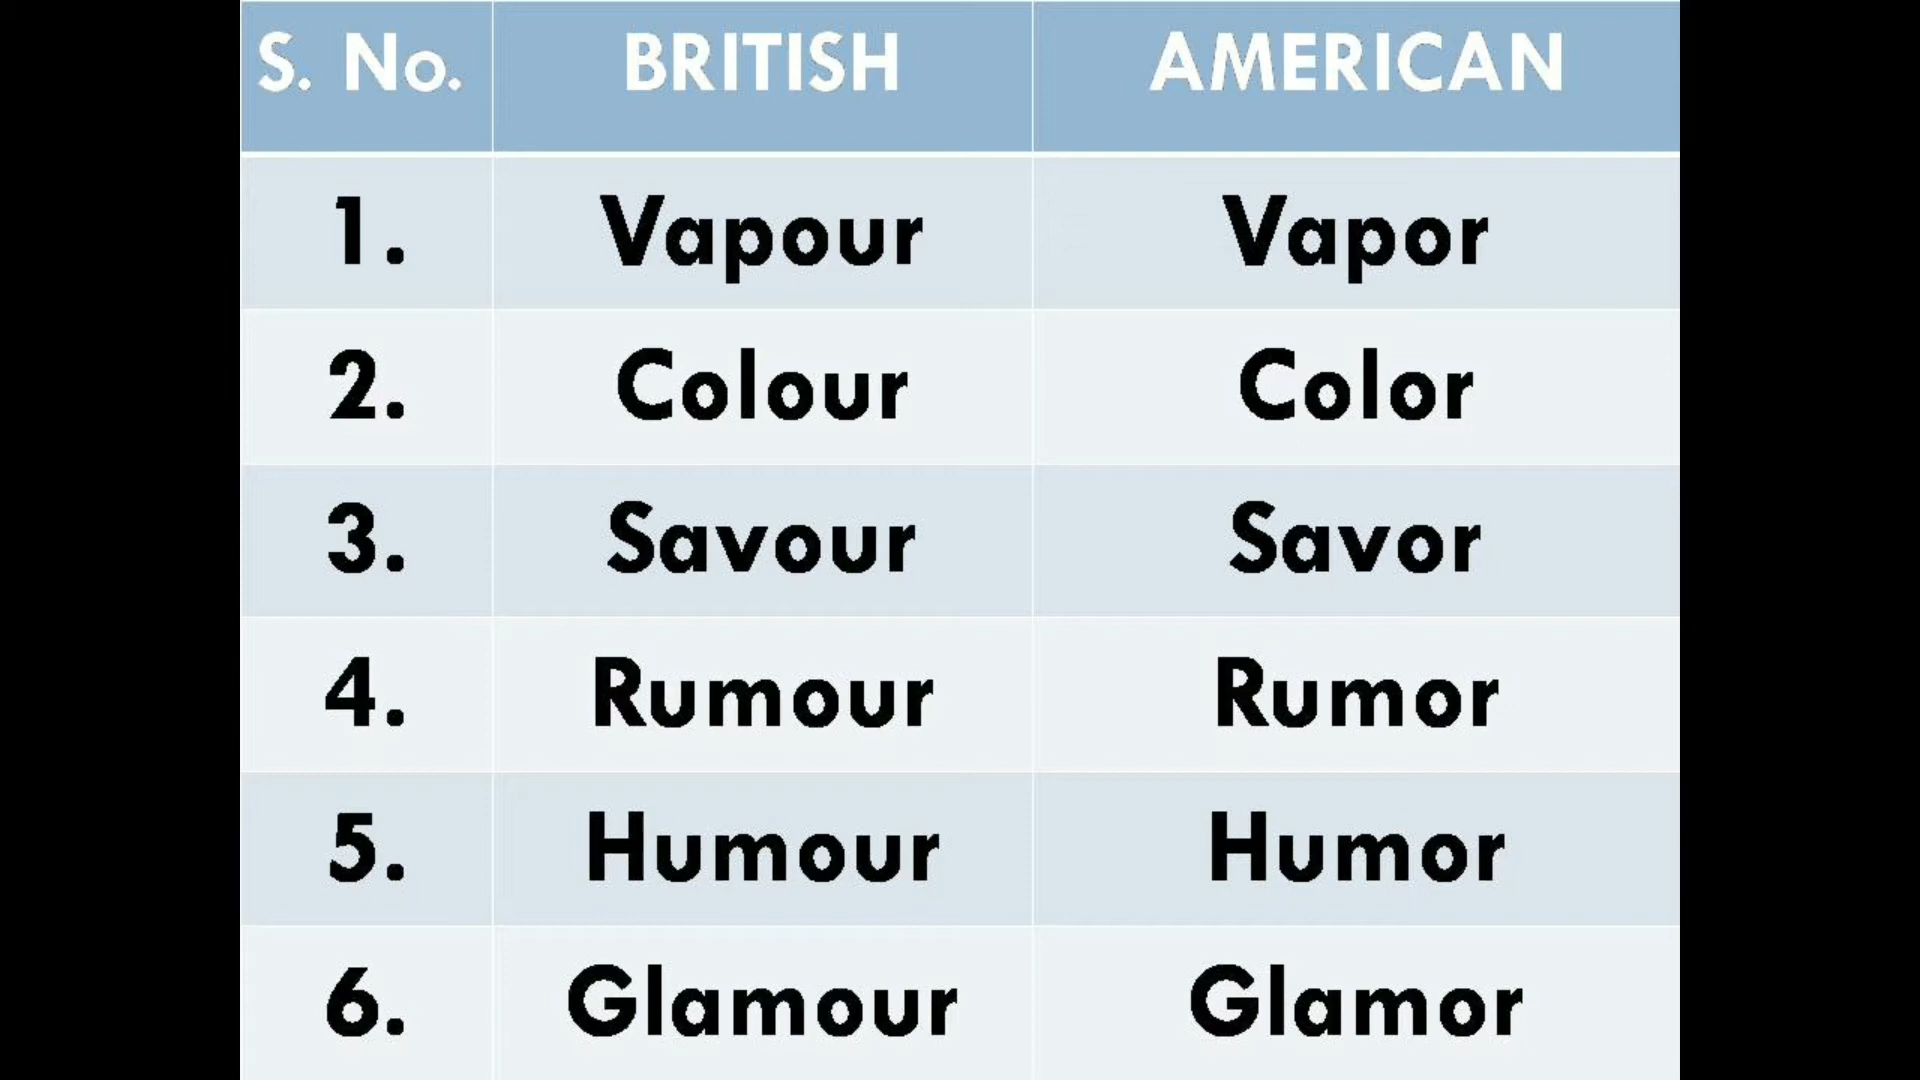 S. No. BRITISH AMERICAN
1. Vapour Vapor
2. Colour Color
3. Savour Savor
4. Rumour Rumor
5. Humour Humor
6. Glamour Glamor